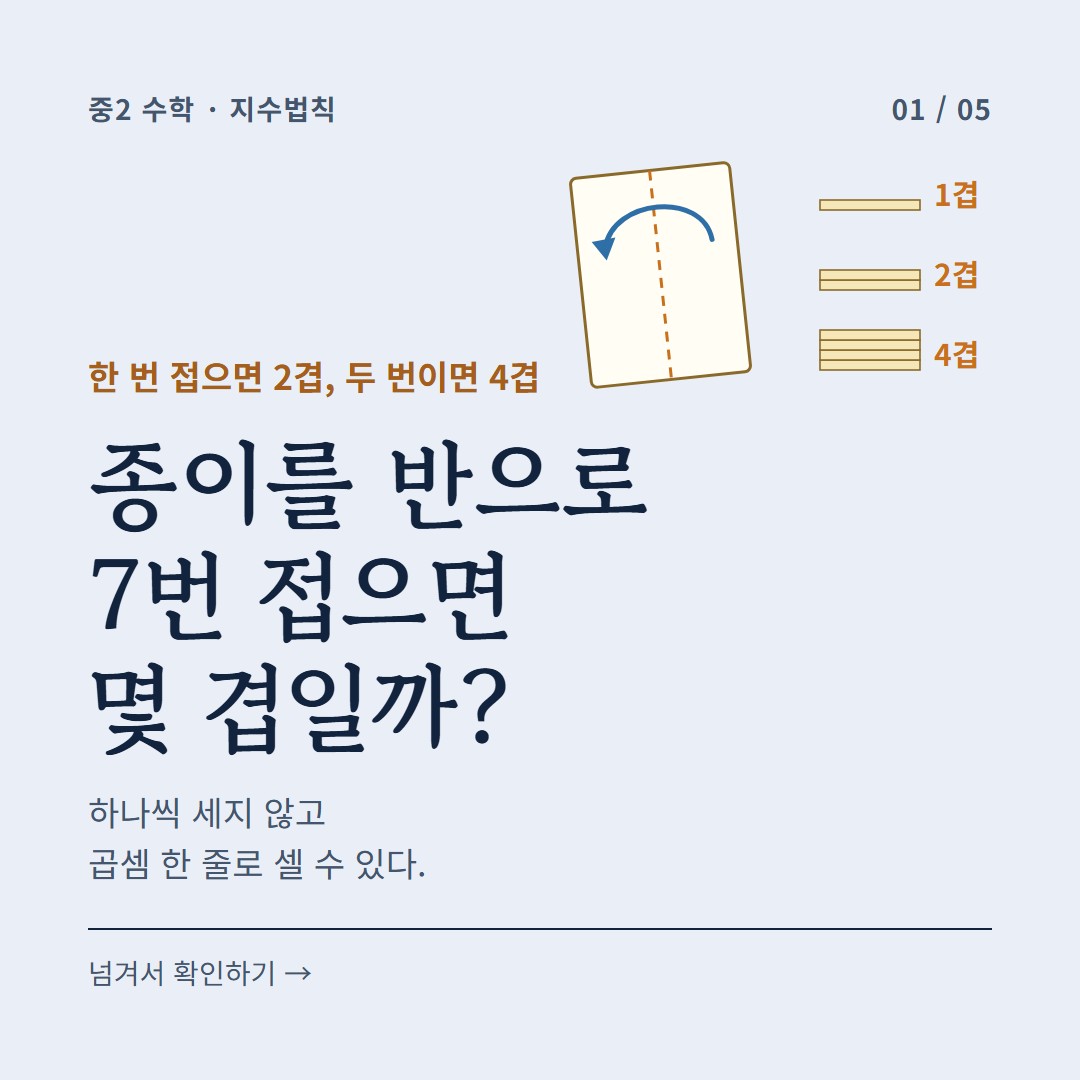 중2 수학 · 지수법칙
01 / 05
1겹
2겹
4겹
한 번 접으면 2겹, 두 번이면 4겹
종이를 반으로
7번 접으면
몇 겹일까?
하나씩 세지 않고
곱셈 한 줄로 셀 수 있다.
넘겨서 확인하기 →